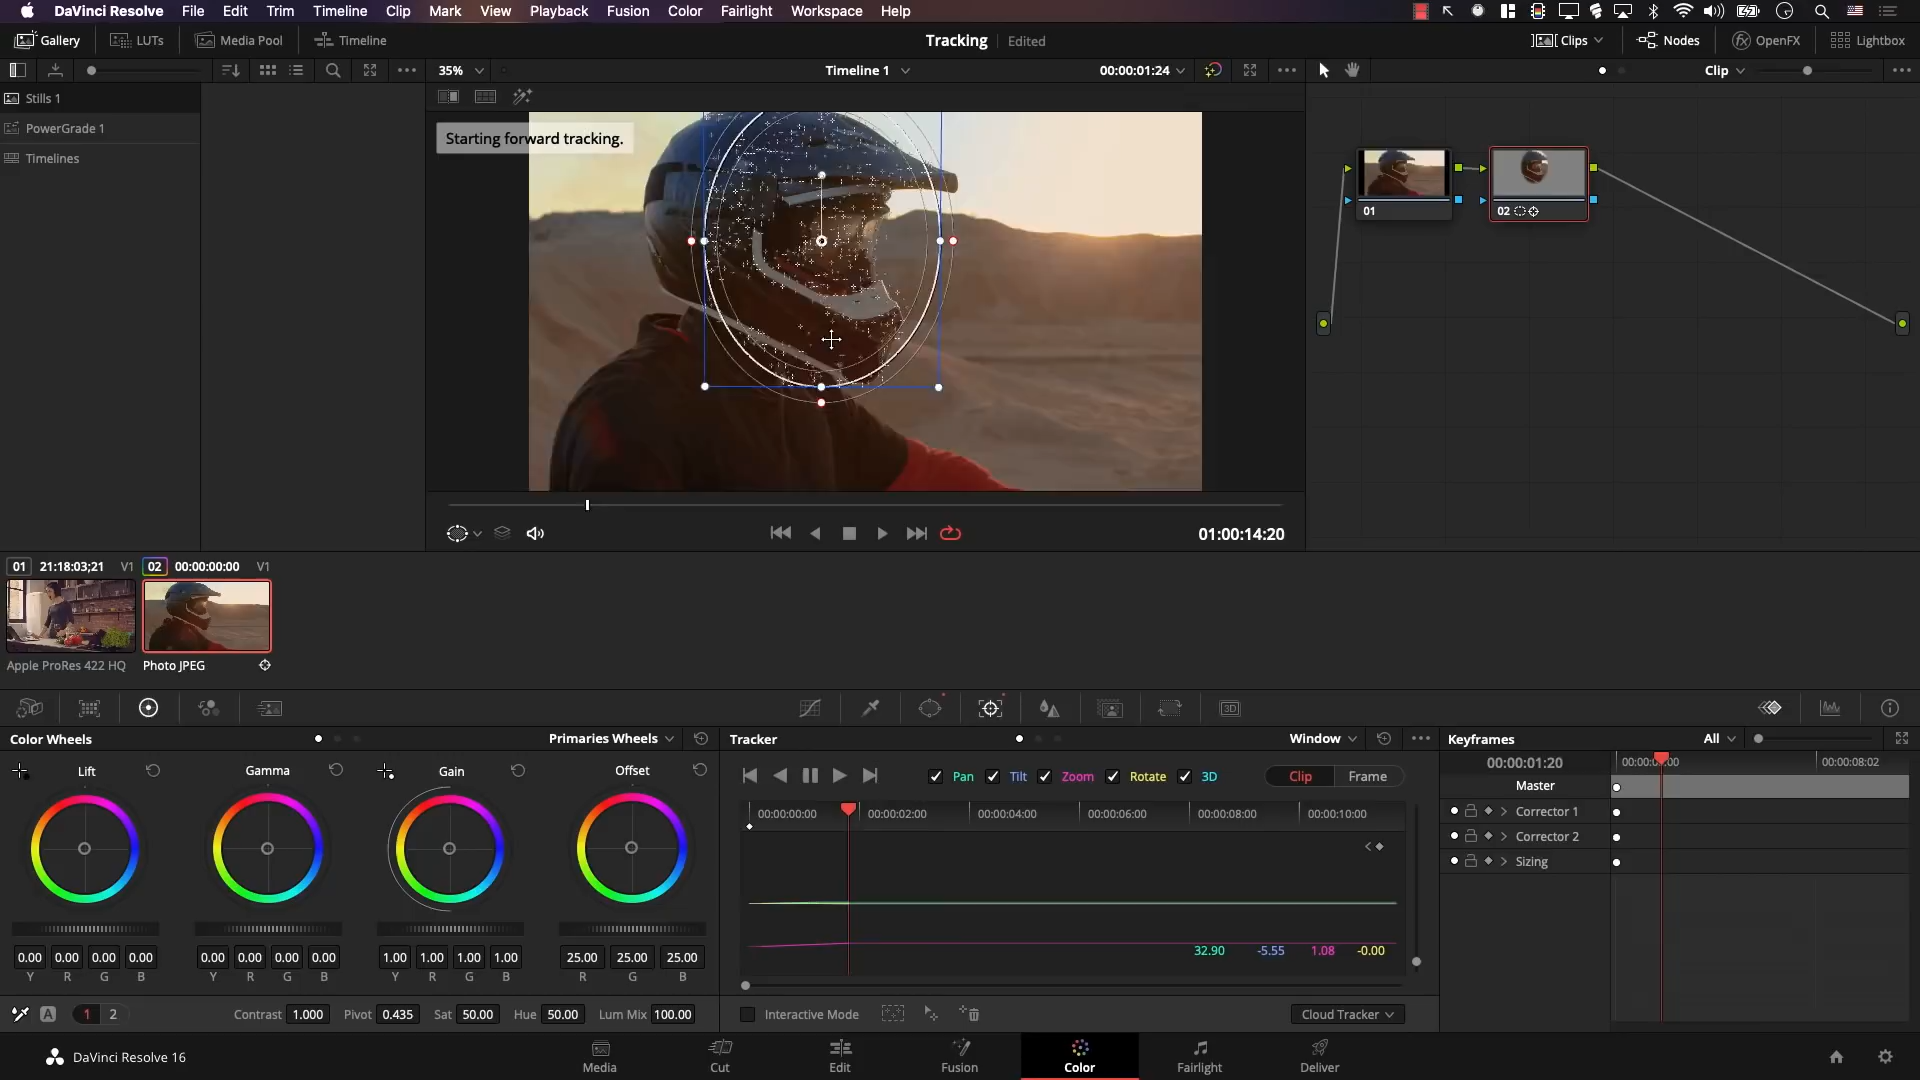 DaVinci Resolve File Edit Trim Timeline Clip Mark View Playback Fusion Color Fairlight Workspace Help
Gallery LUTs Media Pool Timeline Tracking Edited Clips Nodes OpenFX Lightbox
35% Timeline 1 00:00:01:24 Clip
Stills 1
PowerGrade 1
Timelines
Starting forward tracking.
01 02
01:00:14:20
01 21:18:03;21 V1 02 00:00:00:00 V1
Apple ProRes 422 HQ Photo JPEG
3D
Color Wheels Primaries Wheels Tracker Window Keyframes All
Lift Gamma Gain Offset
Pan Tilt Zoom Rotate 3D Clip Frame
00:00:01:20 00:00:08:02
Master
00:00:00:00 00:00:02:00 00:00:04:00 00:00:06:00 00:00:08:00 00:00:10:00
Corrector 1
Corrector 2
Sizing
32.90 -5.55 1.08 -0.00
0.00 0.00 0.00 0.00 0.00 0.00 0.00 0.00 1.00 1.00 1.00 1.00 25.00 25.00 25.00
Y R G B Y R G B Y R G B R G B
A 1 2 Contrast 1.000 Pivot 0.435 Sat 50.00 Hue 50.00 Lum Mix 100.00
Interactive Mode Cloud Tracker
DaVinci Resolve 16 Media Cut Edit Fusion Color Fairlight Deliver